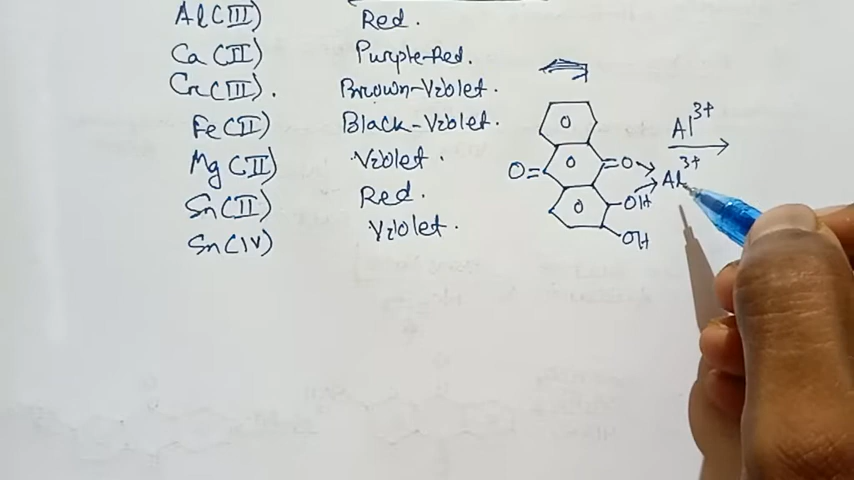 Al(III) Red.
Ca(II) Purple-Red.
Cr(III). Brown-Violet.
Fe(II) Black-Violet.
Mg(II) Violet.
Sn(II) Red.
Sn(IV) Violet.
O
O= O =O
O OH
OH
Al3+
Al3+